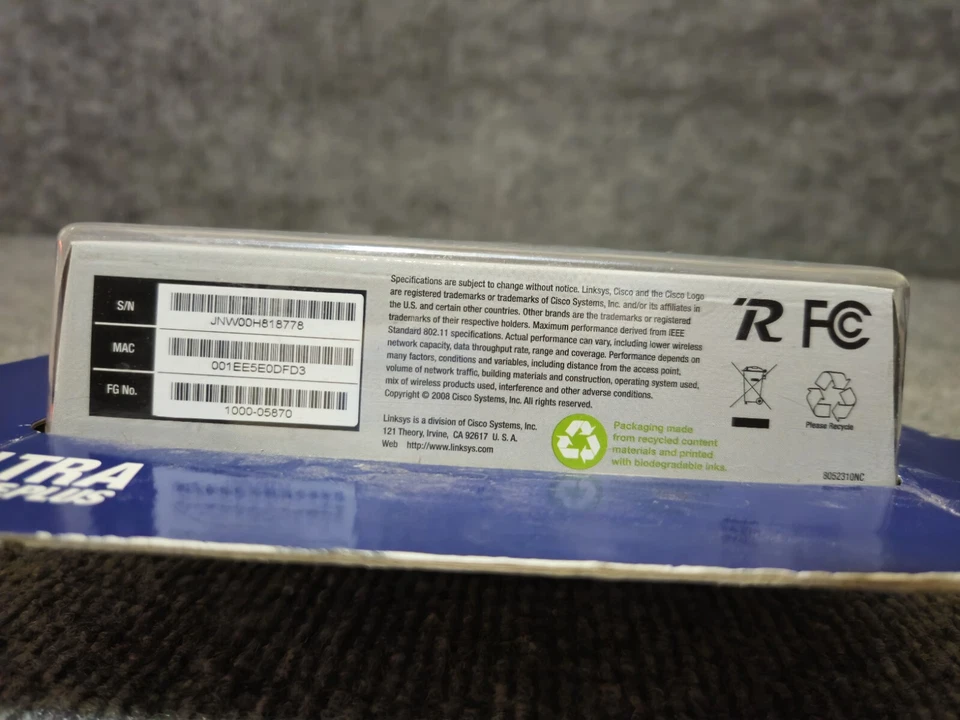 S/N
JNW00H818778
MAC
001EE5E0DFD3
FG No.
1000-05870
Specifications are subject to change without notice. Linksys, Cisco and the Cisco Logo
are registered trademarks or trademarks of Cisco Systems, Inc. and/or its affiliates in
the U.S. and certain other countries. Other brands are the trademarks or registered
trademarks of their respective holders. Maximum performance derived from IEEE
Standard 802.11 specifications. Actual performance can vary, including lower wireless
network capacity, data throughput rate, range and coverage. Performance depends on
many factors, conditions and variables, including distance from the access point,
volume of network traffic, building materials and construction, operating system used,
mix of wireless products used, interference and other adverse conditions.
Copyright © 2008 Cisco Systems, Inc. All rights reserved.
Linksys is a division of Cisco Systems, Inc.
121 Theory, Irvine, CA 92617 U. S. A.
Web http://www.linksys.com
Packaging made
from recycled content
materials and printed
with biodegradable inks.
R FC
Please Recycle
8052310NC
LTRA
EPLUS